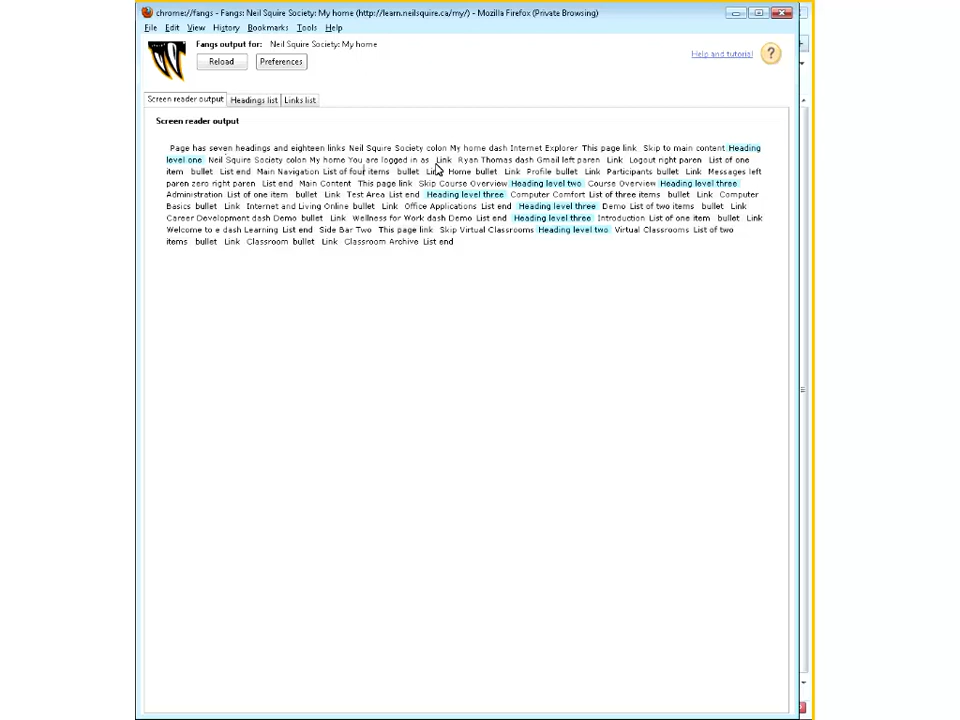 chrome://fangs - Fangs: Neil Squire Society: My home (http://learn.neilsquire.ca/my/) - Mozilla Firefox (Private Browsing)
File Edit View History Bookmarks Tools Help
Fangs output for: Neil Squire Society: My home
Reload Preferences
Help and tutorial ?
Screen reader output Headings list Links list
Screen reader output
Page has seven headings and eighteen links Neil Squire Society colon My home dash Internet Explorer This page link Skip to main content Heading
level one Neil Squire Society colon My home You are logged in as Link Ryan Thomas dash Gmail left paren Link Logout right paren List of one
item bullet List end Main Navigation List of four items bullet Link Home bullet Link Profile bullet Link Participants bullet Link Messages left
paren zero right paren List end Main Content This page link Skip Course Overview Heading level two Course Overview Heading level three
Administration List of one item bullet Link Test Area List end Heading level three Computer Comfort List of three items bullet Link Computer
Basics bullet Link Internet and Living Online bullet Link Office Applications List end Heading level three Demo List of two items bullet Link
Career Development dash Demo bullet Link Wellness for Work dash Demo List end Heading level three Introduction List of one item bullet Link
Welcome to e dash Learning List end Side Bar Two This page link Skip Virtual Classrooms Heading level two Virtual Classrooms List of two
items bullet Link Classroom bullet Link Classroom Archive List end